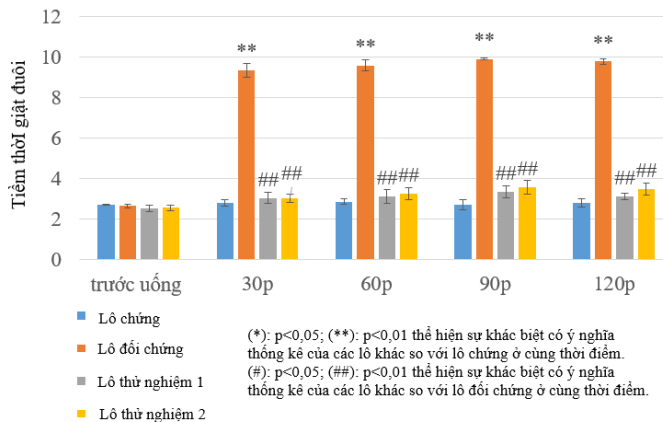 12
10
8
6
4
2
0
Tiềm thờI giật đuôi
**
**
**
**
##
##
##
##
##
##
##
##
trước uống 30p 60p 90p 120p
Lô chứng
Lô đối chứng
Lô thử nghiệm 1
Lô thử nghiệm 2
(*): p<0,05; (**): p<0,01 thể hiện sự khác biệt có ý nghĩa
thống kê của các lô khác so với lô chứng ở cùng thời điểm.
(#): p<0,05; (##): p<0,01 thể hiện sự khác biệt có ý nghĩa
thống kê của các lô khác so với lô đối chứng ở cùng thời điểm.